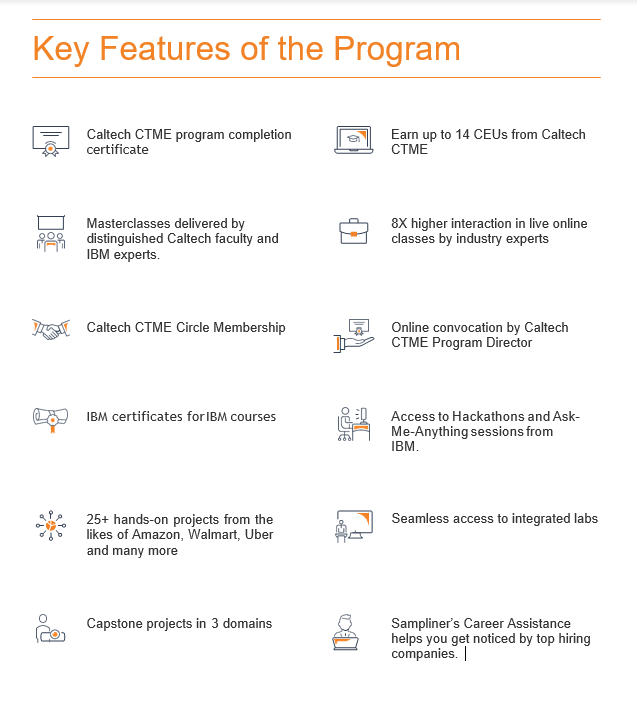 Key Features of the Program
Caltech CTME program completion
certificate
Earn up to 14 CEUs from Caltech
CTME
Masterclasses delivered by
distinguished Caltech faculty and
IBM experts.
8X higher interaction in live online
classes by industry experts
Caltech CTME Circle Membership
Online convocation by Caltech
CTME Program Director
IBM certificates for IBM courses
Access to Hackathons and Ask-
Me-Anything sessions from
IBM.
25+ hands-on projects from the
likes of Amazon, Walmart, Uber
and many more
Seamless access to integrated labs
Capstone projects in 3 domains
Sampliner’s Career Assistance
helps you get noticed by top hiring
companies.